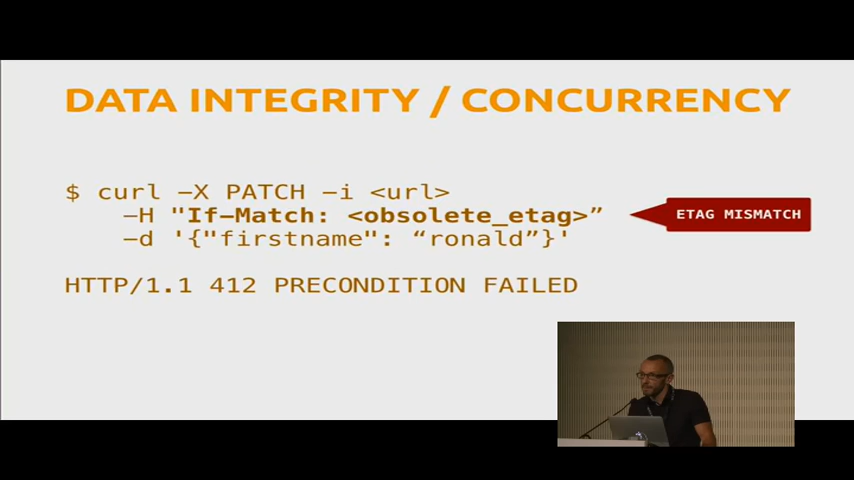 DATA INTEGRITY / CONCURRENCY
$ curl –X PATCH –i <url>
–H "If–Match: <obsolete_etag>”
ETAG MISMATCH
–d '{"firstname": “ronald”}'
HTTP/1.1 412 PRECONDITION FAILED